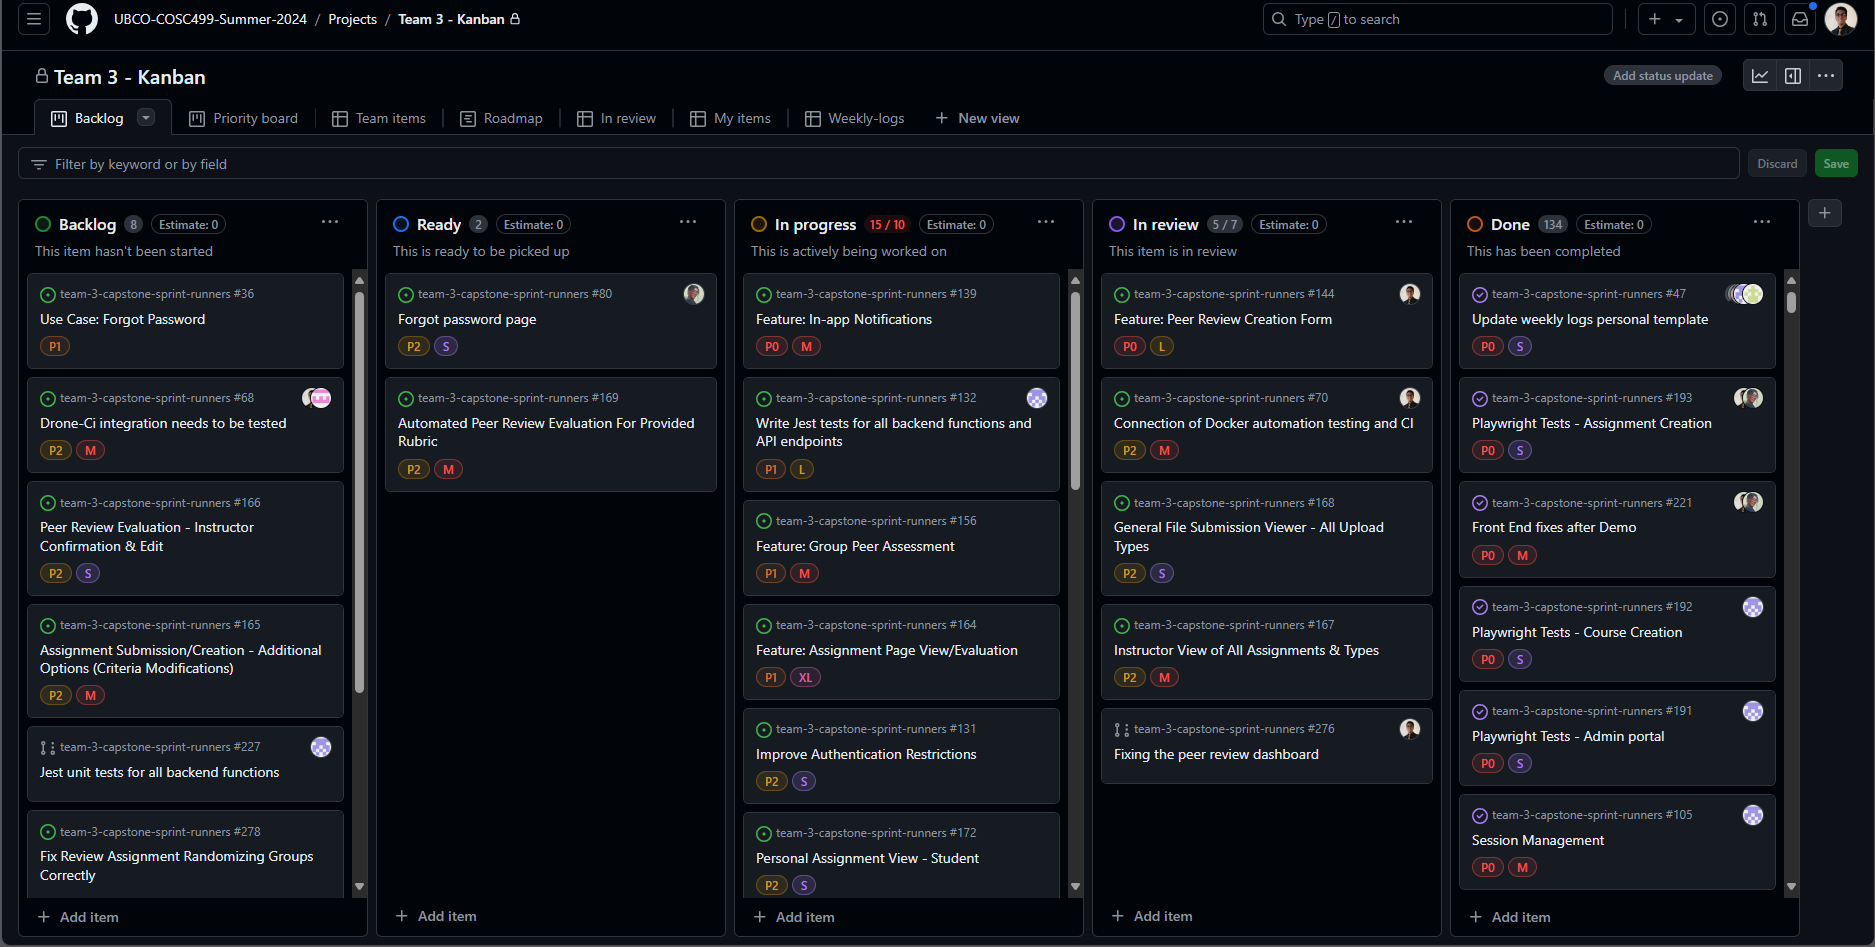 UBCO-COSC499-Summer-2024 / Projects / Team 3 - Kanban
Type / to search
Team 3 - Kanban
Add status update
Backlog
Priority board
Team items
Roadmap
In review
My items
Weekly-logs
New view
Filter by keyword or by field
Discard
Save
Backlog 8 Estimate: 0
This item hasn't been started
team-3-capstone-sprint-runners #36
Use Case: Forgot Password
P1
team-3-capstone-sprint-runners #68
Drone-Ci integration needs to be tested
P2 M
team-3-capstone-sprint-runners #166
Peer Review Evaluation - Instructor
Confirmation & Edit
P2 S
team-3-capstone-sprint-runners #165
Assignment Submission/Creation - Additional
Options (Criteria Modifications)
P2 M
team-3-capstone-sprint-runners #227
Jest unit tests for all backend functions
team-3-capstone-sprint-runners #278
Fix Review Assignment Randomizing Groups
Correctly
Add item
Ready 2 Estimate: 0
This is ready to be picked up
team-3-capstone-sprint-runners #80
Forgot password page
P2 S
team-3-capstone-sprint-runners #169
Automated Peer Review Evaluation For Provided
Rubric
P2 M
Add item
In progress 15 / 10 Estimate: 0
This is actively being worked on
team-3-capstone-sprint-runners #139
Feature: In-app Notifications
P0 M
team-3-capstone-sprint-runners #132
Write Jest tests for all backend functions and
API endpoints
P1 L
team-3-capstone-sprint-runners #156
Feature: Group Peer Assessment
P1 M
team-3-capstone-sprint-runners #164
Feature: Assignment Page View/Evaluation
P1 XL
team-3-capstone-sprint-runners #131
Improve Authentication Restrictions
P2 S
team-3-capstone-sprint-runners #172
Personal Assignment View - Student
P2 S
Add item
In review 5 / 7 Estimate: 0
This item is in review
team-3-capstone-sprint-runners #144
Feature: Peer Review Creation Form
P0 L
team-3-capstone-sprint-runners #70
Connection of Docker automation testing and CI
P2 M
team-3-capstone-sprint-runners #168
General File Submission Viewer - All Upload
Types
P2 S
team-3-capstone-sprint-runners #167
Instructor View of All Assignments & Types
P2 M
team-3-capstone-sprint-runners #276
Fixing the peer review dashboard
Add item
Done 134 Estimate: 0
This has been completed
team-3-capstone-sprint-runners #47
Update weekly logs personal template
P0 S
team-3-capstone-sprint-runners #193
Playwright Tests - Assignment Creation
P0 S
team-3-capstone-sprint-runners #221
Front End fixes after Demo
P0 M
team-3-capstone-sprint-runners #192
Playwright Tests - Course Creation
P0 S
team-3-capstone-sprint-runners #191
Playwright Tests - Admin portal
P0 S
team-3-capstone-sprint-runners #105
Session Management
P0 M
Add item